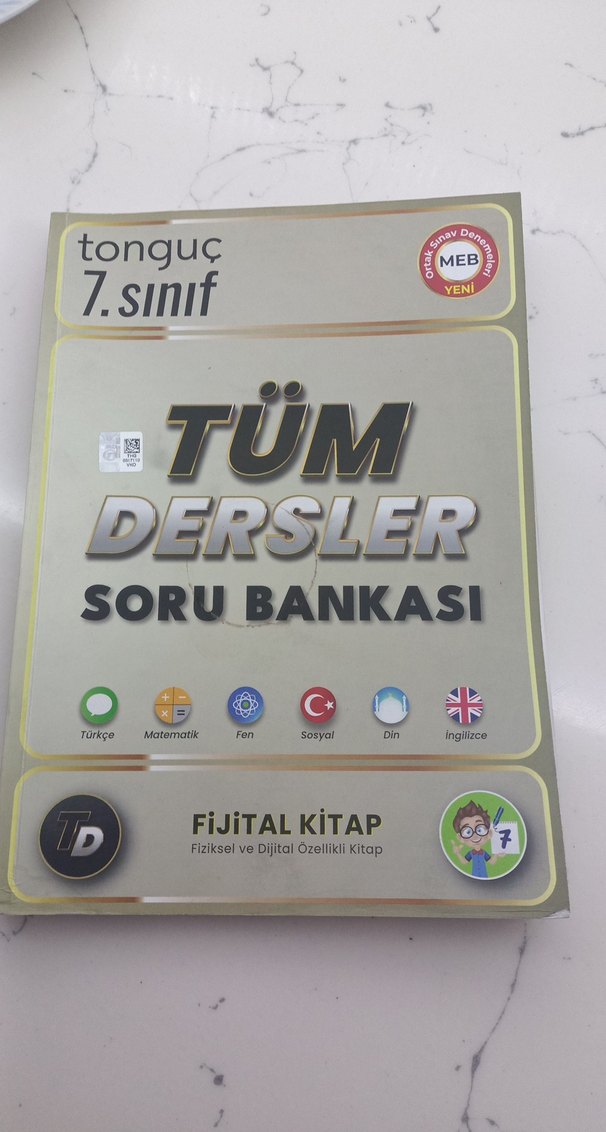 tonguç
7. sınıf
Ortak Sınav Denemeleri
MEB
YENİ
TÜM
DERSLER
SORU BANKASI
Türkçe
Matematik
Fen
Sosyal
Din
İngilizce
TD
FİJİTAL KİTAP
Fiziksel ve Dijital Özellikli Kitap
7